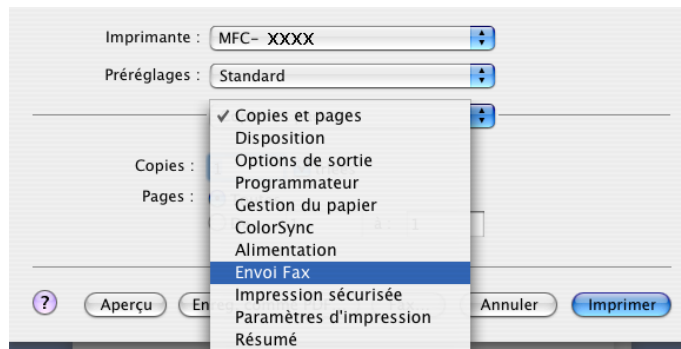 Imprimante : MFC- XXXX
Préréglages : Standard
✓ Copies et pages
Disposition
Copies : Options de sortie
Programmateur
Pages : Gestion du papier
ColorSync
Alimentation
Envoi Fax
? Aperçu Impression sécurisée Annuler Imprimer
Paramètres d'impression
Résumé